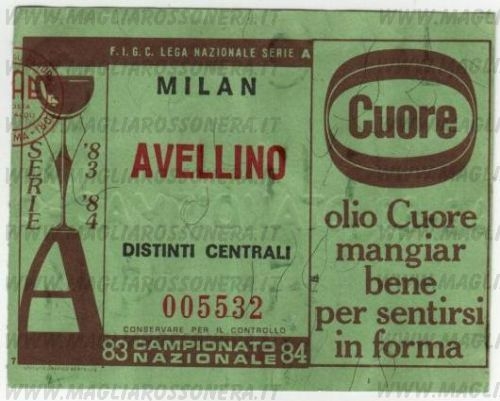 WWW.MAGLIAROSSONERA.IT
F.I.G.C. LEGA NAZIONALE SERIE A
MILAN
AVELLINO
DISTINTI CENTRALI
005532
CONSERVARE PER IL CONTROLLO
83 CAMPIONATO NAZIONALE 84
SERIE A
'83 '84
Cuore
olio Cuore
mangiar
bene
per sentirsi
in forma